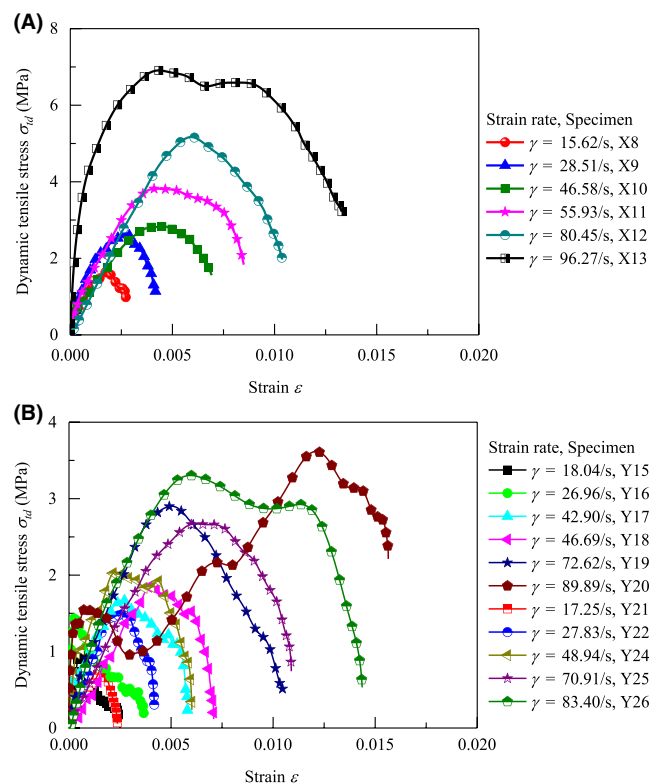 (A)
8
6
4
2
0
0.000
0.005
0.010
0.015
0.020
Dynamic tensile stress σtd (MPa)
Strain ε
Strain rate, Specimen
γ = 15.62/s, X8
γ = 28.51/s, X9
γ = 46.58/s, X10
γ = 55.93/s, X11
γ = 80.45/s, X12
γ = 96.27/s, X13
(B)
4
3
2
1
0
0.000
0.005
0.010
0.015
0.020
Dynamic tensile stress σtd (MPa)
Strain ε
Strain rate, Specimen
γ = 18.04/s, Y15
γ = 26.96/s, Y16
γ = 42.90/s, Y17
γ = 46.69/s, Y18
γ = 72.62/s, Y19
γ = 89.89/s, Y20
γ = 17.25/s, Y21
γ = 27.83/s, Y22
γ = 48.94/s, Y24
γ = 70.91/s, Y25
γ = 83.40/s, Y26